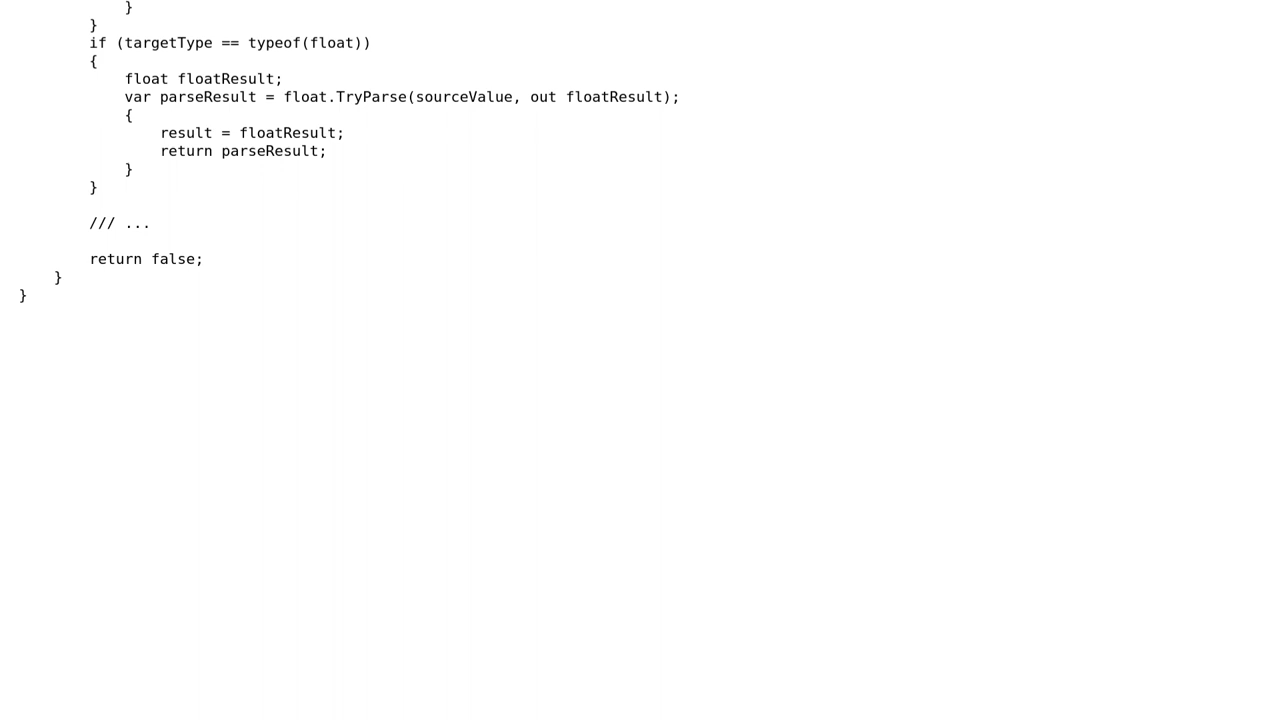 }
        }
        if (targetType == typeof(float))
        {
            float floatResult;
            var parseResult = float.TryParse(sourceValue, out floatResult);
            {
                result = floatResult;
                return parseResult;
            }
        }

        /// ...

        return false;
    }
}